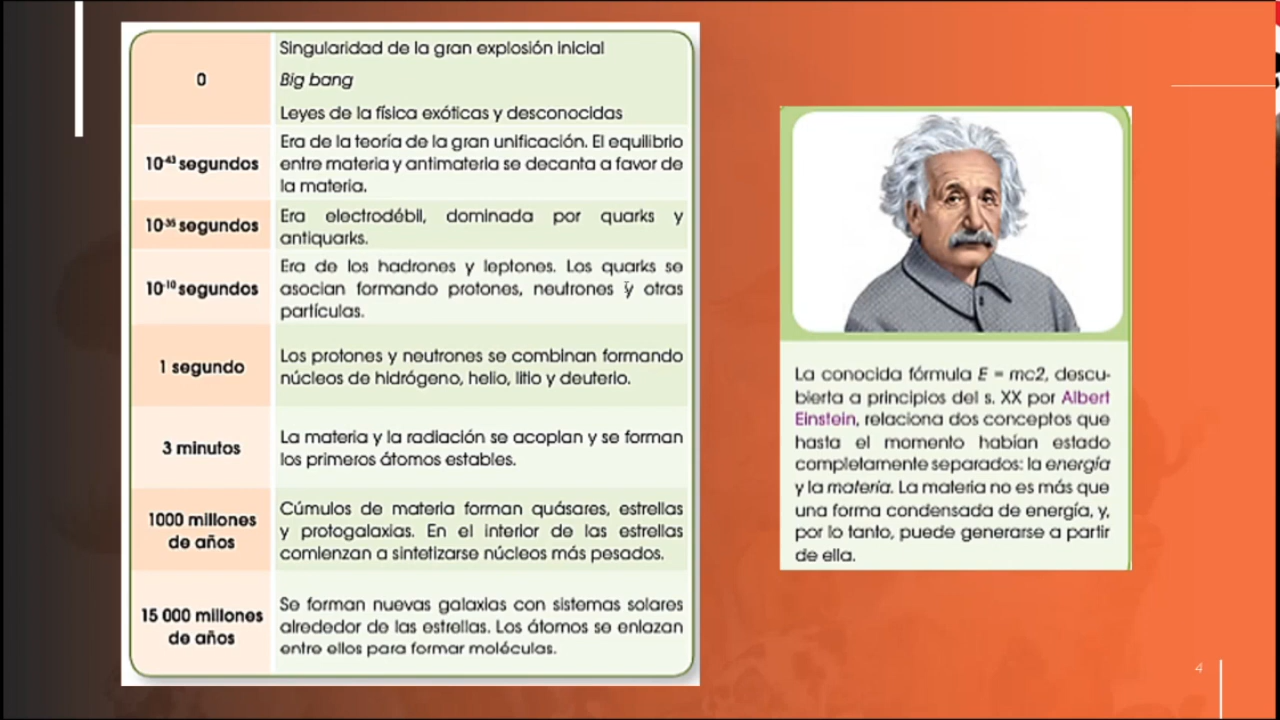 0
Singularidad de la gran explosión inicial
Big bang
Leyes de la física exóticas y desconocidas
10⁻⁴³ segundos
Era de la teoría de la gran unificación. El equilibrio
entre materia y antimateria se decanta a favor de
la materia.
10⁻³⁵ segundos
Era electrodébil, dominada por quarks y
antiquarks.
10⁻¹⁰ segundos
Era de los hadrones y leptones. Los quarks se
asocian formando protones, neutrones y otras
partículas.
1 segundo
Los protones y neutrones se combinan formando
núcleos de hidrógeno, helio, litio y deuterio.
3 minutos
La materia y la radiación se acoplan y se forman
los primeros átomos estables.
1000 millones
de años
Cúmulos de materia forman quásares, estrellas
y protogalaxias. En el interior de las estrellas
comienzan a sintetizarse núcleos más pesados.
15 000 millones
de años
Se forman nuevas galaxias con sistemas solares
alrededor de las estrellas. Los átomos se enlazan
entre ellos para formar moléculas.
La conocida fórmula E = mc2, descu-
bierta a principios del s. XX por Albert
Einstein, relaciona dos conceptos que
hasta el momento habían estado
completamente separados: la energía
y la materia. La materia no es más que
una forma condensada de energía, y,
por lo tanto, puede generarse a partir
de ella.
4